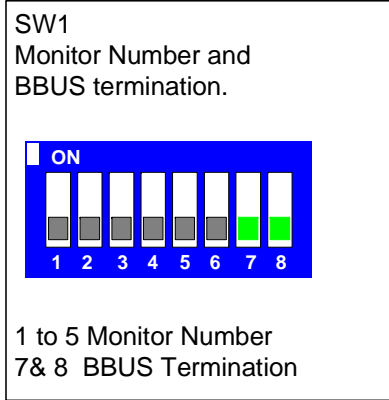 SW1
Monitor Number and
BBUS termination.
ON
1 2 3 4 5 6 7 8
1 to 5 Monitor Number
7& 8 BBUS Termination